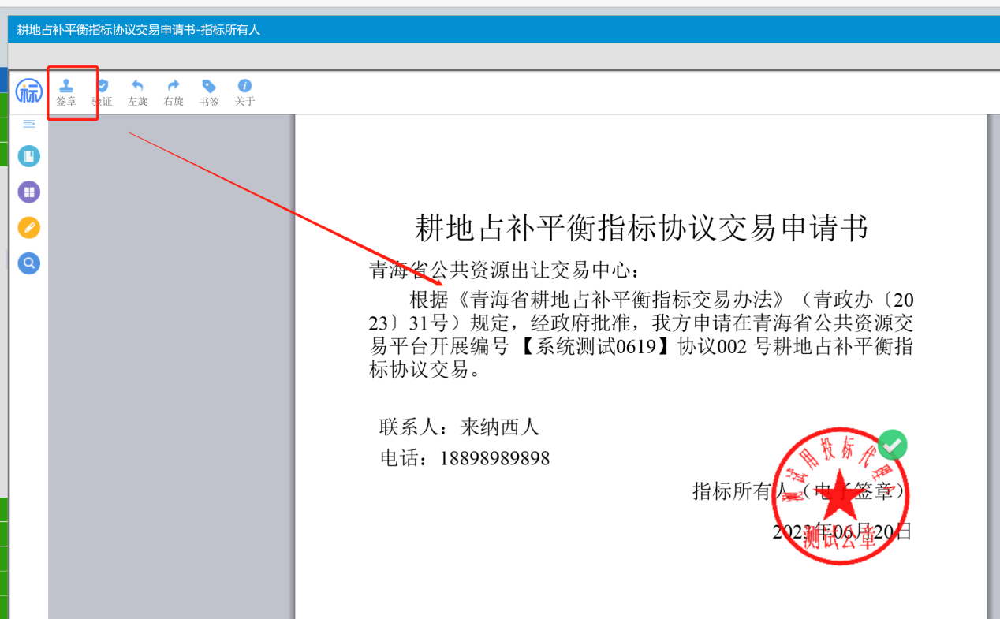 耕地占补平衡指标协议交易申请书-指标所有人
标
签章 验证 左旋 右旋 书签 关于
耕地占补平衡指标协议交易申请书
青海省公共资源出让交易中心：
根据《青海省耕地占补平衡指标交易办法》（青政办〔20
23〕31号）规定，经政府批准，我方申请在青海省公共资源交
易平台开展编号 【系统测试0619】协议002 号耕地占补平衡指
标协议交易。
联系人：来纳西人
电话：18898989898
测试用投标代理
指标所有人（电子签章）
2023年06月20日
测试公章